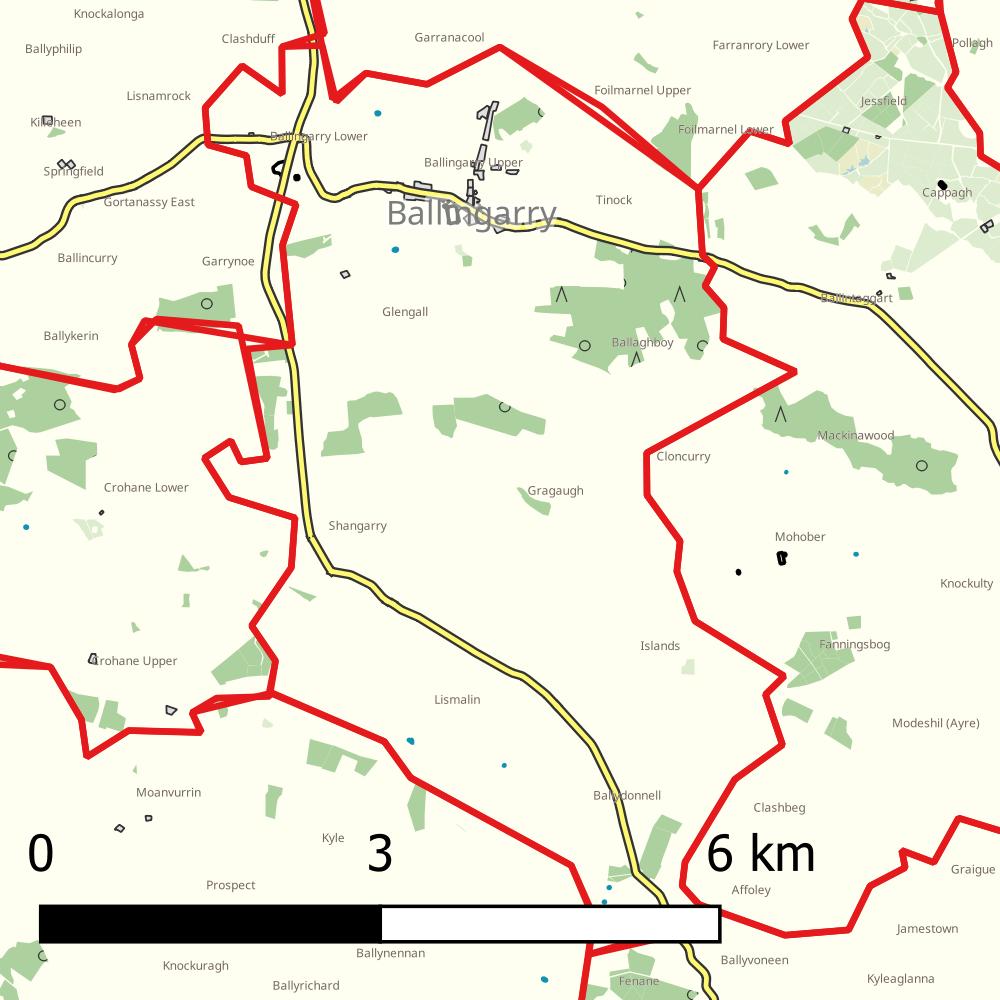 Knockalonga
Clashduff
Garranacool
Farranrory Lower
Pollagh
Ballyphilip
Lisnamrock
Foilmarnel Upper
Jessfield
Killeheen
Ballingarry Lower
Foilmarnel Lower
Springfield
Ballingarry Upper
Cappagh
Gortanassy East
Tinock
Ballingarry
Ballincurry
Garrynoe
Ballintaggart
Glengall
Ballykerin
Ballaghboy
Mackinawood
Cloncurry
Crohane Lower
Gragaugh
Shangarry
Mohober
Knockulty
Islands
Fanningsbog
Crohane Upper
Lismalin
Modeshil (Ayre)
Moanvurrin
Ballydonnell
Clashbeg
Kyle
0 3 6 km
Graigue
Prospect
Affoley
Jamestown
Ballynennan
Ballyvoneen
Knockuragh
Kyleaglanna
Ballyrichard
Fenane